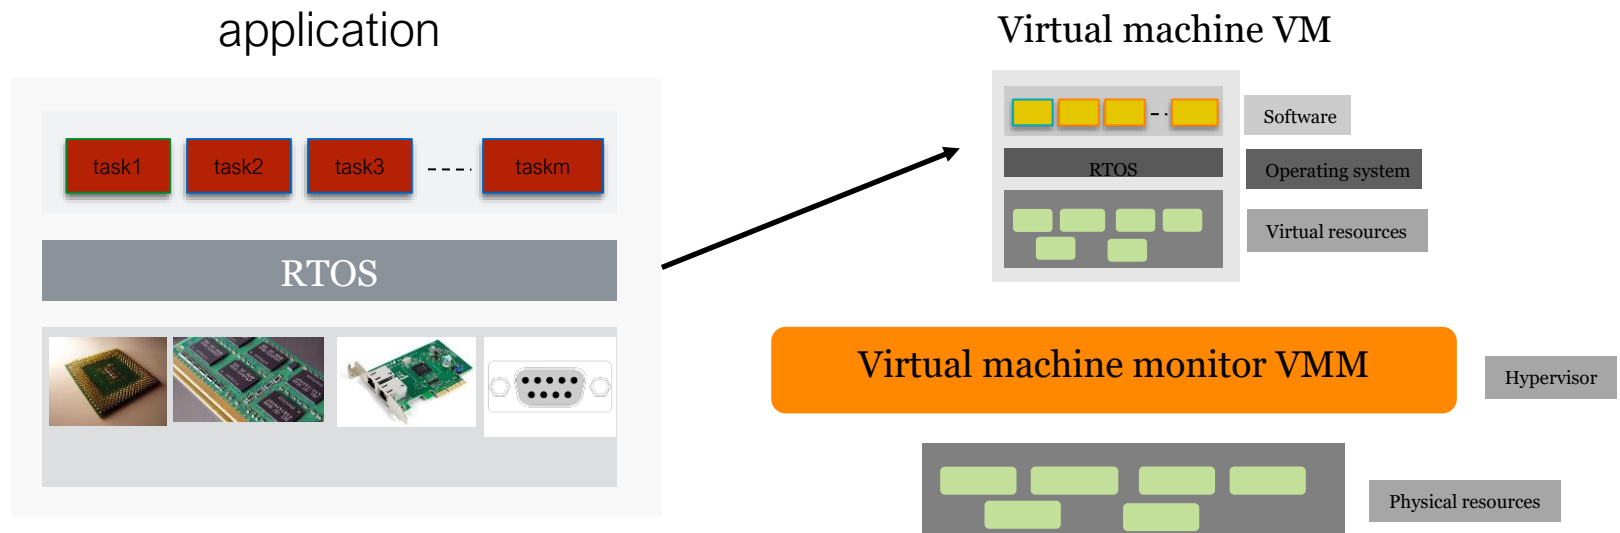 application
task1
task2
task3
taskm
RTOS
Virtual machine VM
Software
RTOS
Operating system
Virtual resources
Virtual machine monitor VMM
Hypervisor
Physical resources